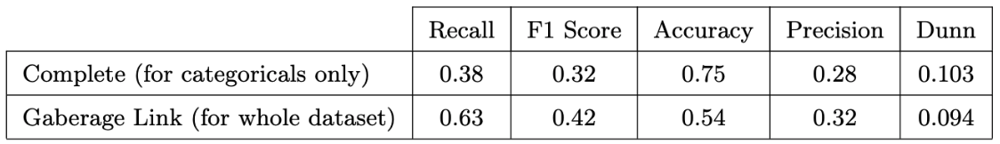 Recall F1 Score Accuracy Precision Dunn
Complete (for categoricals only) 0.38 0.32 0.75 0.28 0.103
Gaberage Link (for whole dataset) 0.63 0.42 0.54 0.32 0.094